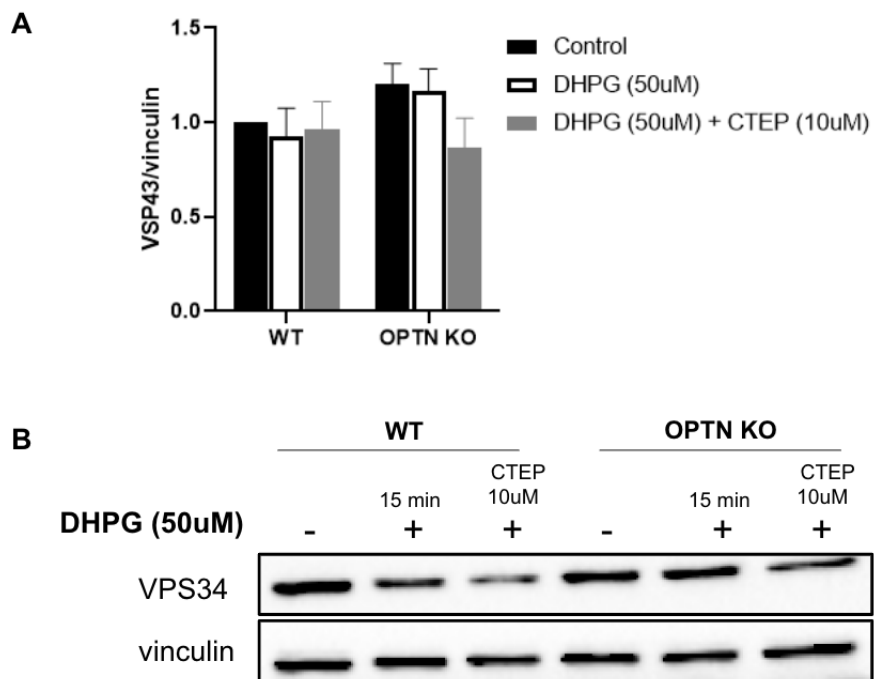 A
1.5
1.0
0.5
0.0
VSP43/vinculin
WT
OPTN KO
Control
DHPG (50uM)
DHPG (50uM) + CTEP (10uM)
B
WT
OPTN KO
15 min
CTEP
10uM
15 min
CTEP
10uM
DHPG (50uM)
- + + - + +
VPS34
vinculin